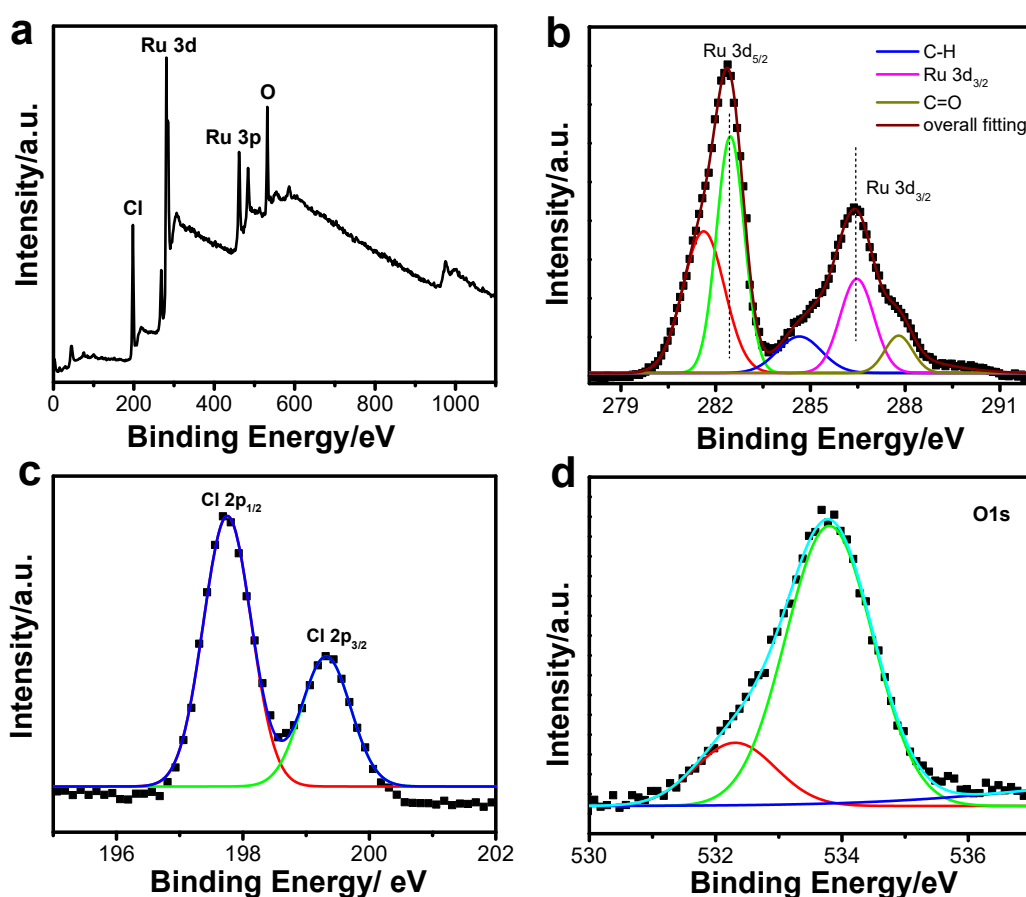 a
Intensity/a.u.
Cl
Ru 3d
Ru 3p
O
0 200 400 600 800 1000
Binding Energy/eV
b
Intensity/a.u.
Ru 3d5/2
Ru 3d3/2
C-H
Ru 3d3/2
C=O
overall fitting
279 282 285 288 291
Binding Energy/eV
c
Intensity/a.u.
Cl 2p1/2
Cl 2p3/2
196 198 200 202
Binding Energy/ eV
d
Intensity/a.u.
O1s
530 532 534 536
Binding Energy/eV